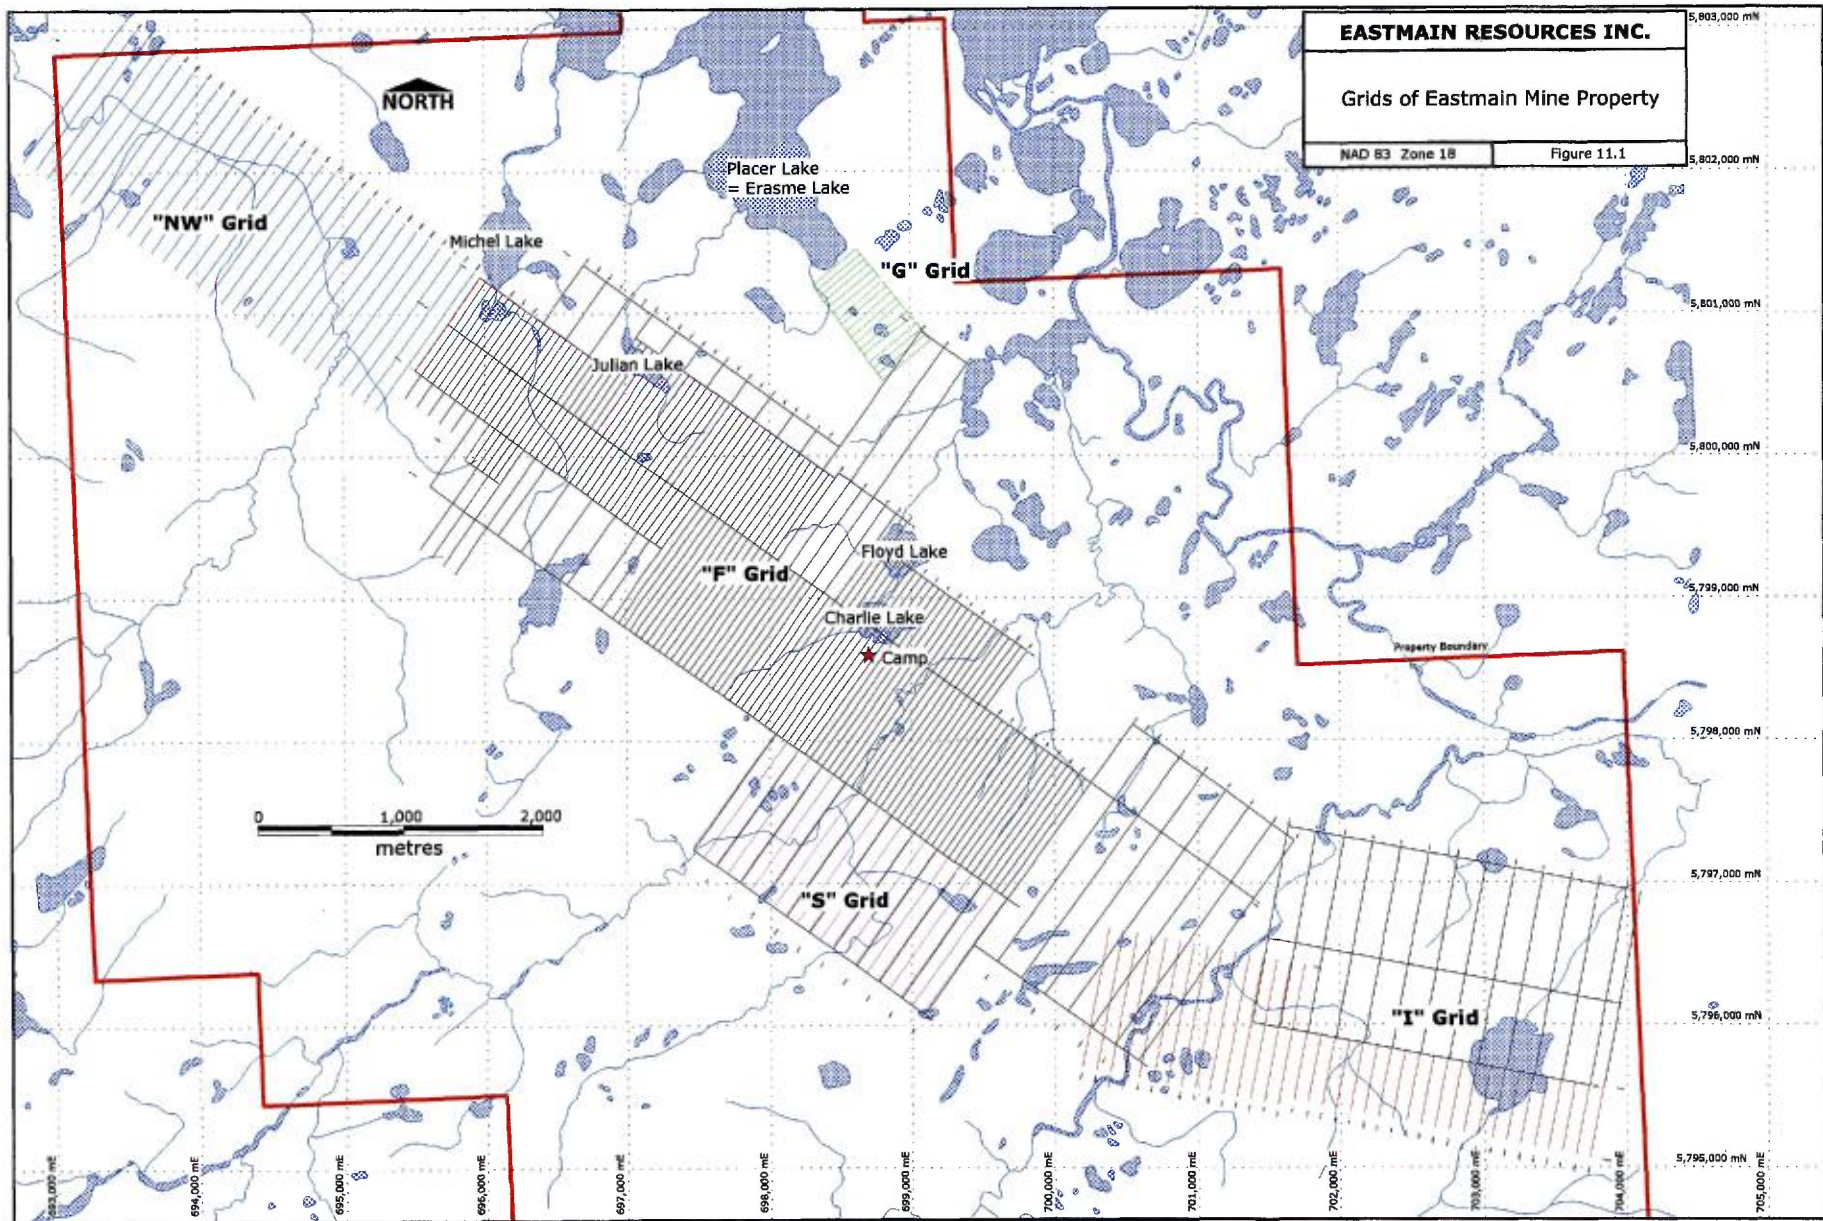 5,803,000 mN
EASTMAIN RESOURCES INC.
Grids of Eastmain Mine Property
NAD 83 Zone 18
Figure 11.1
NORTH
5,802,000 mN
Placer Lake
= Erasme Lake
"NW" Grid
Michel Lake
"G" Grid
5,801,000 mN
Julian Lake
5,800,000 mN
Floyd Lake
"F" Grid
5,799,000 mN
Charlie Lake
Camp
Property Boundary
5,798,000 mN
0 1,000 2,000
metres
"S" Grid
5,797,000 mN
"I" Grid
5,796,000 mN
5,795,000 mN
693,000 mE
694,000 mE
695,000 mE
696,000 mE
697,000 mE
698,000 mE
699,000 mE
700,000 mE
701,000 mE
702,000 mE
703,000 mE
704,000 mE
705,000 mE